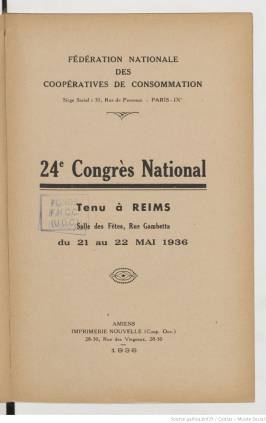 FÉDÉRATION NATIONALE
DES
COOPÉRATIVES DE CONSOMMATION
Siège Social : 31, Rue de Provence - PARIS-IXe
24e Congrès National
Tenu à REIMS
Salle des Fêtes, Rue Gambetta
du 21 au 22 MAI 1936
AMIENS
IMPRIMERIE NOUVELLE (Coop. Ouv.)
28-30, Rue des Vergeaux, 28-30
1936